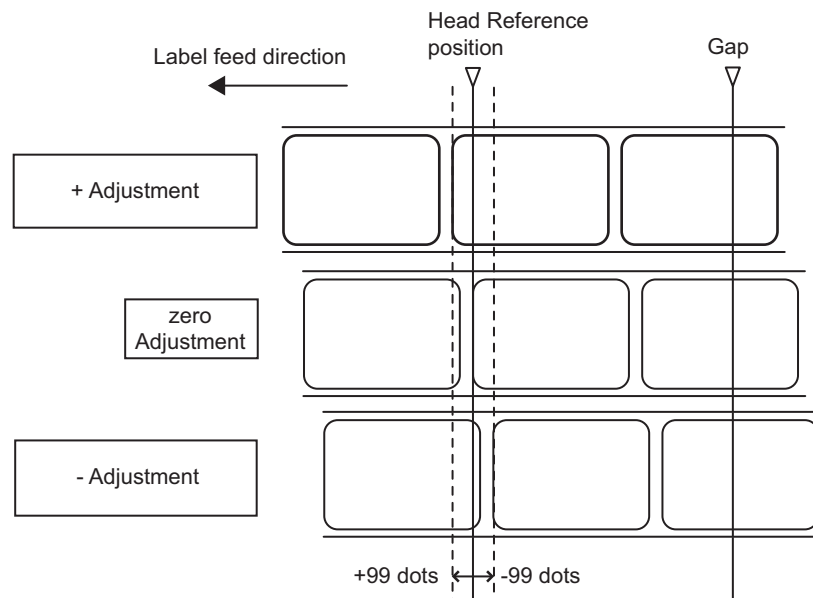 Head Reference
position
Gap
Label feed direction
+ Adjustment
zero
Adjustment
- Adjustment
+99 dots
-99 dots